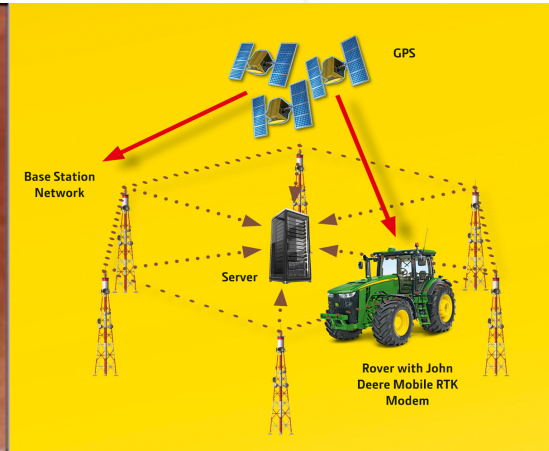 GPS
Base Station
Network
Server
Rover with John
Deere Mobile RTK
Modem